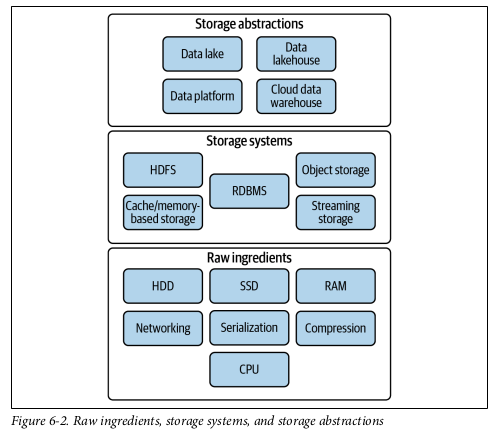 Storage abstractions
Data lake
Data
lakehouse
Data platform
Cloud data
warehouse
Storage systems
HDFS
Object storage
RDBMS
Cache/memory-
based storage
Streaming
storage
Raw ingredients
HDD
SSD
RAM
Networking
Serialization
Compression
CPU
Figure 6-2. Raw ingredients, storage systems, and storage abstractions